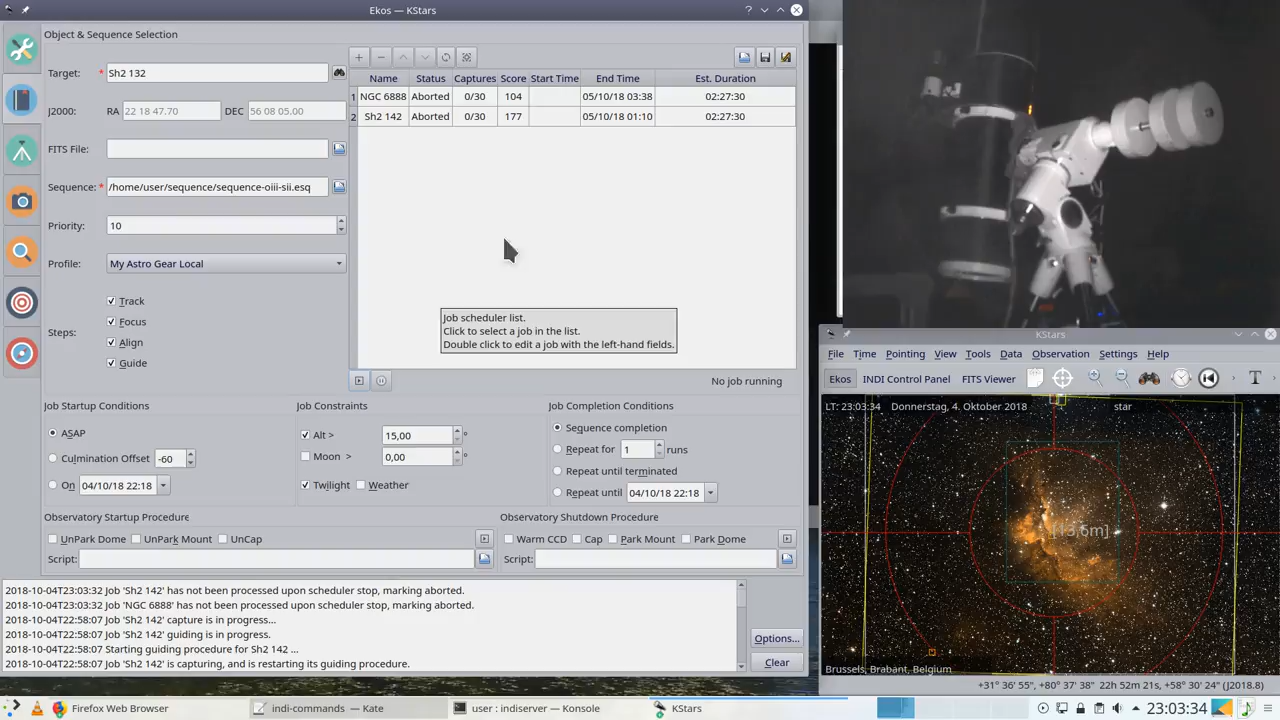 Ekos — KStars
Object & Sequence Selection
Target: * Sh2 132
J2000: RA 22 18 47.70 DEC 56 08 05.00
FITS File:
Sequence: * /home/user/sequence/sequence-oiii-sii.esq
Priority: 10
Profile: My Astro Gear Local
Steps:
Track
Focus
Align
Guide
Name Status Captures Score Start Time End Time Est. Duration
1 NGC 6888 Aborted 0/30 104 05/10/18 03:38 02:27:30
2 Sh2 142 Aborted 0/30 177 05/10/18 01:10 02:27:30
Job scheduler list.
Click to select a job in the list.
Double click to edit a job with the left-hand fields.
No job running
Job Startup Conditions
ASAP
Culmination Offset -60
On 04/10/18 22:18
Job Constraints
Alt > 15,00 °
Moon > 0,00 °
Twilight Weather
Job Completion Conditions
Sequence completion
Repeat for 1 runs
Repeat until terminated
Repeat until 04/10/18 22:18
Observatory Startup Procedure
UnPark Dome UnPark Mount UnCap
Script:
Observatory Shutdown Procedure
Warm CCD Cap Park Mount Park Dome
Script:
2018-10-04T23:03:32 Job 'Sh2 142' has not been processed upon scheduler stop, marking aborted.
2018-10-04T23:03:32 Job 'NGC 6888' has not been processed upon scheduler stop, marking aborted.
2018-10-04T22:58:07 Job 'Sh2 142' capture is in progress...
2018-10-04T22:58:07 Job 'Sh2 142' guiding is in progress.
2018-10-04T22:58:07 Starting guiding procedure for Sh2 142 ...
2018-10-04T22:58:07 Job 'Sh2 142' is capturing, and is restarting its guiding procedure.
Options...
Clear
KStars
File Time Pointing View Tools Data Observation Settings Help
Ekos INDI Control Panel FITS Viewer
LT: 23:03:34 Donnerstag, 4. Oktober 2018 star
[13,6m]
Brussels, Brabant, Belgium
+31° 36' 55", +80° 37' 38" 22h 52m 21s, +58° 30' 24" (J2018.8)
Firefox Web Browser indi-commands — Kate user : indiserver — Konsole KStars 23:03:34